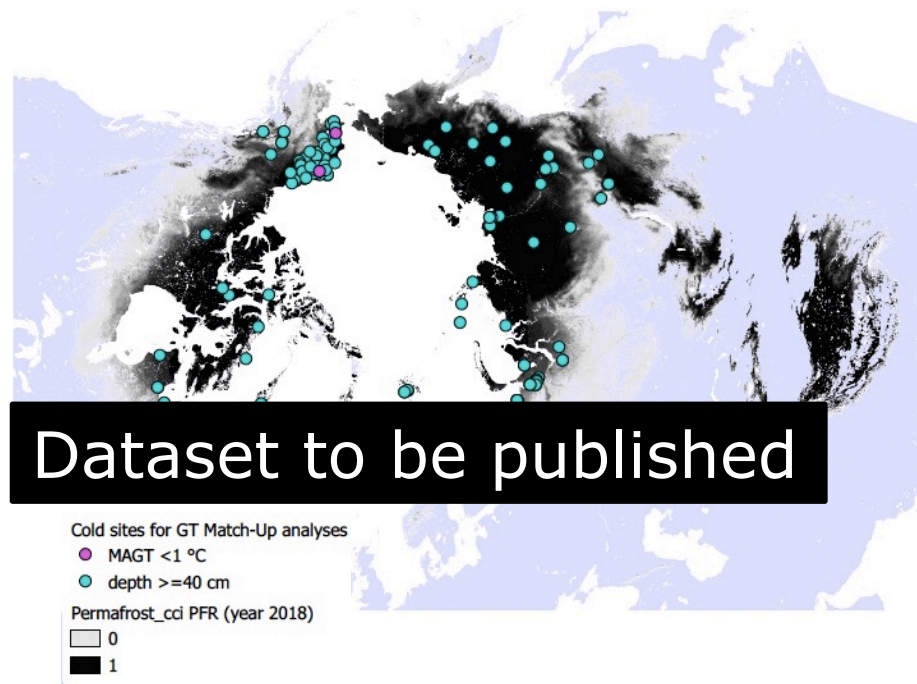 Dataset to be published
Cold sites for GT Match-Up analyses
MAGT <1 °C
depth >=40 cm
Permafrost_cci PFR (year 2018)
0
1